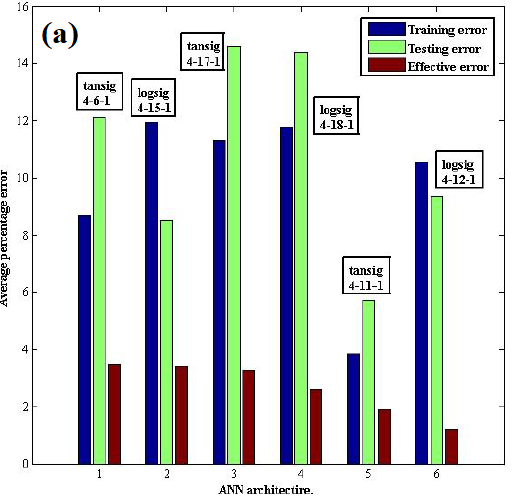 (a)
Training error
Testing error
Effective error
tansig
4-6-1
logsig
4-15-1
tansig
4-17-1
logsig
4-18-1
tansig
4-11-1
logsig
4-12-1
Average percentage error
16
14
12
10
8
6
4
2
0
1 2 3 4 5 6
ANN architectire.